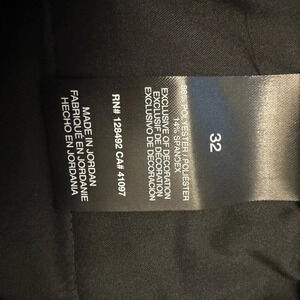 32
86% POLYESTER / POLIÉSTER
14% SPANDEX
EXCLUSIVE OF DECORATION
EXCLUSIF DE DÉCORATION
EXCLUSIVO DE DECORACIÓN
RN# 128492 CA# 41097
MADE IN JORDAN
FABRIQUÉ EN JORDANIE
HECHO EN JORDANIA